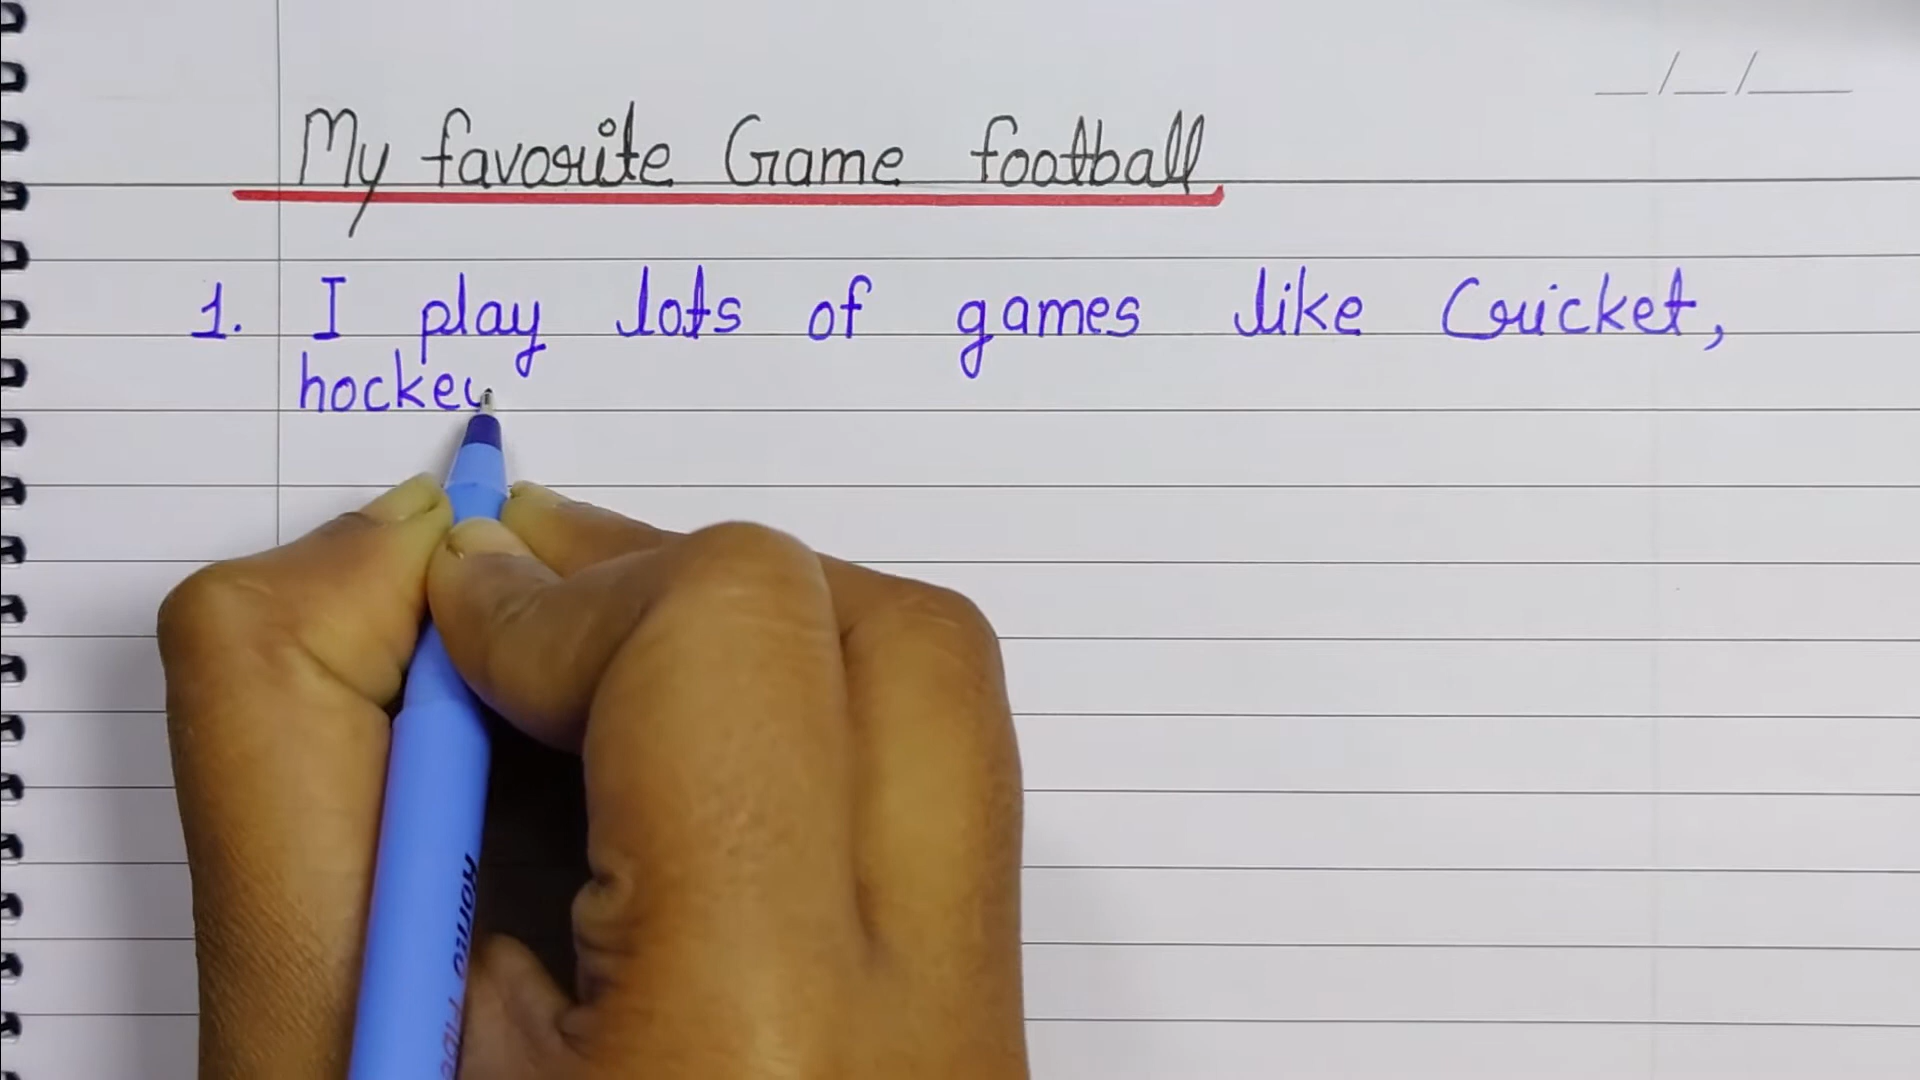 My favorite Game football
1. I play lots of games like Cricket,
hockey